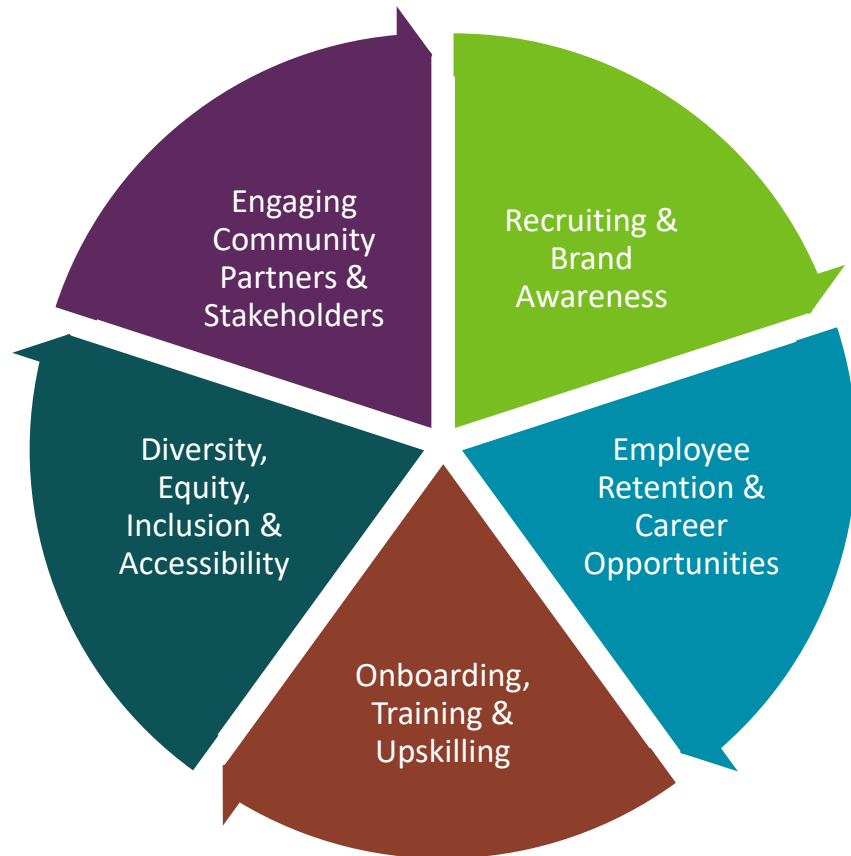 Engaging
Community
Partners &
Stakeholders
Recruiting &
Brand
Awareness
Employee
Retention &
Career
Opportunities
Onboarding,
Training &
Upskilling
Diversity,
Equity,
Inclusion &
Accessibility